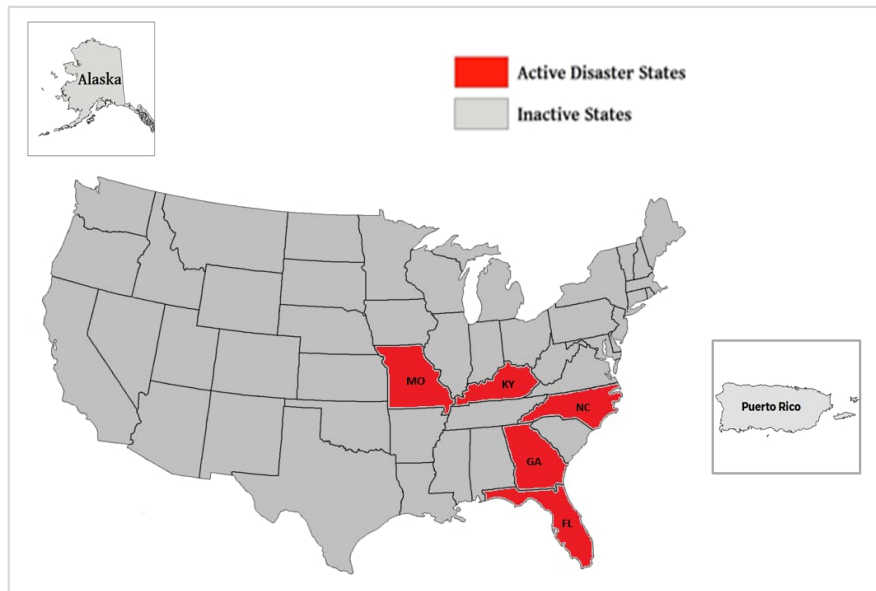 Alaska
Active Disaster States
Inactive States
MO
KY
NC
GA
FL
Puerto Rico